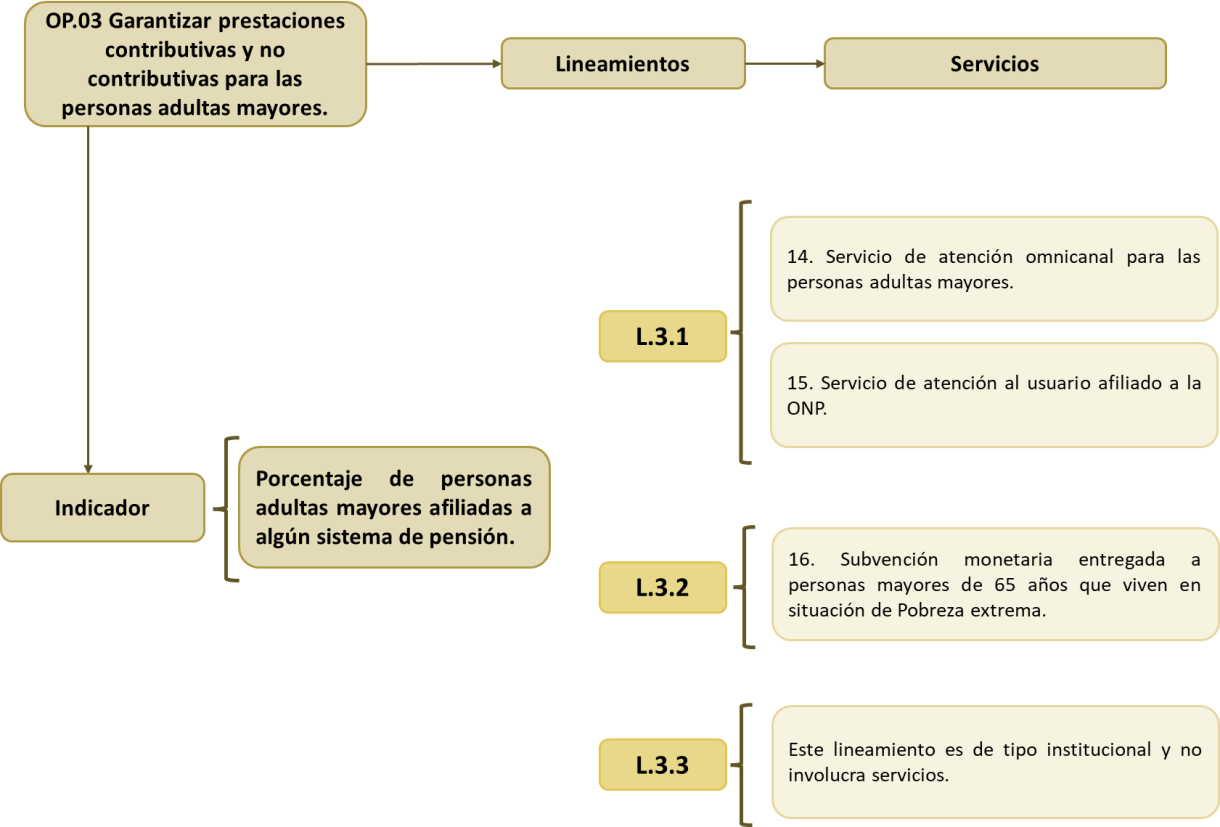 OP.03 Garantizar prestaciones
contributivas y no
contributivas para las
personas adultas mayores.
Lineamientos
Servicios
L.3.1
14. Servicio de atención omnicanal para las
personas adultas mayores.
15. Servicio de atención al usuario afiliado a la
ONP.
Indicador
Porcentaje de personas
adultas mayores afiliadas a
algún sistema de pensión.
L.3.2
16. Subvención monetaria entregada a
personas mayores de 65 años que viven en
situación de Pobreza extrema.
L.3.3
Este lineamiento es de tipo institucional y no
involucra servicios.